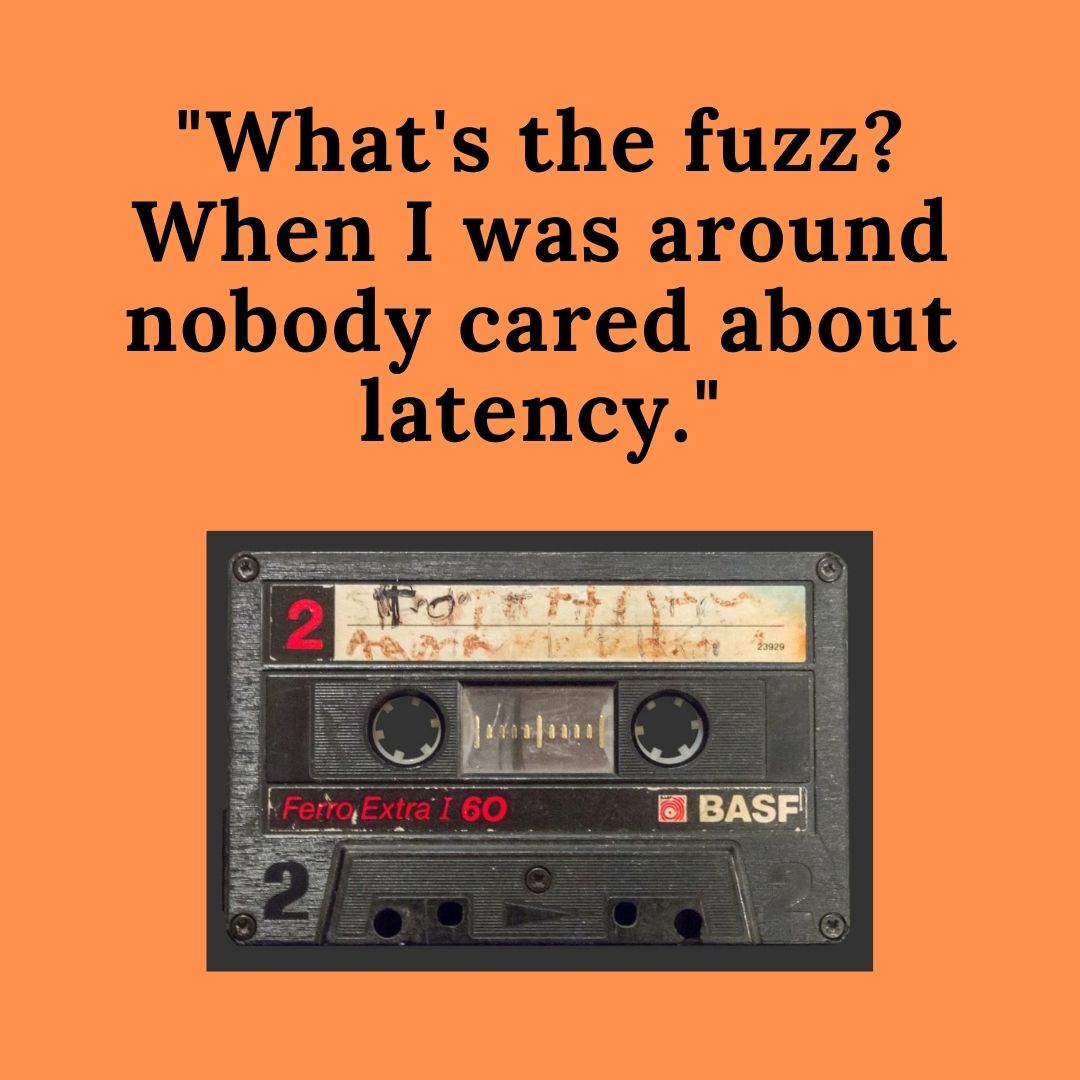 "What's the fuzz?
When I was around
nobody cared about
latency."
2
23929
Ferro Extra I 60
BASF
2
2